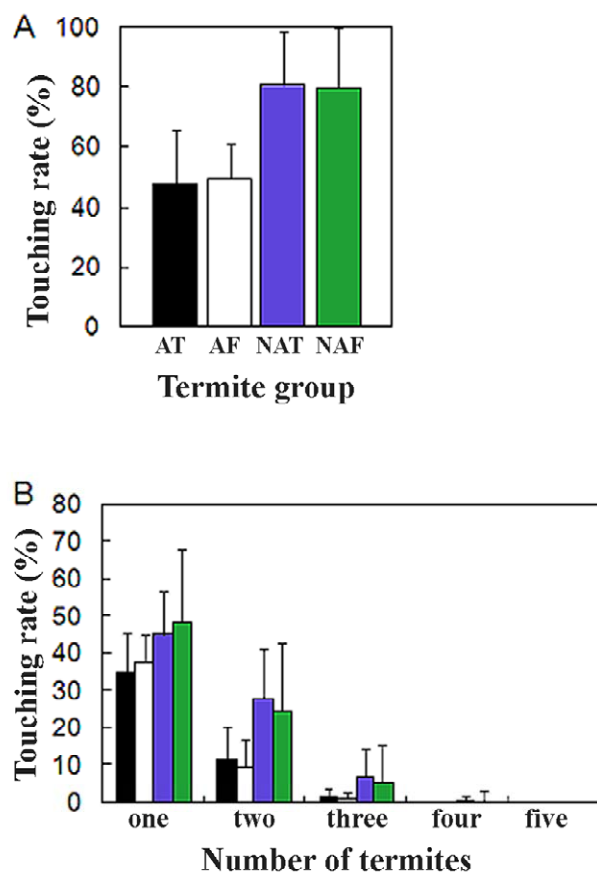 A
100
80
60
40
20
0
Touching rate (%)
AT AF NAT NAF
Termite group
B
80
70
60
50
40
30
20
10
0
Touching rate (%)
one two three four five
Number of termites